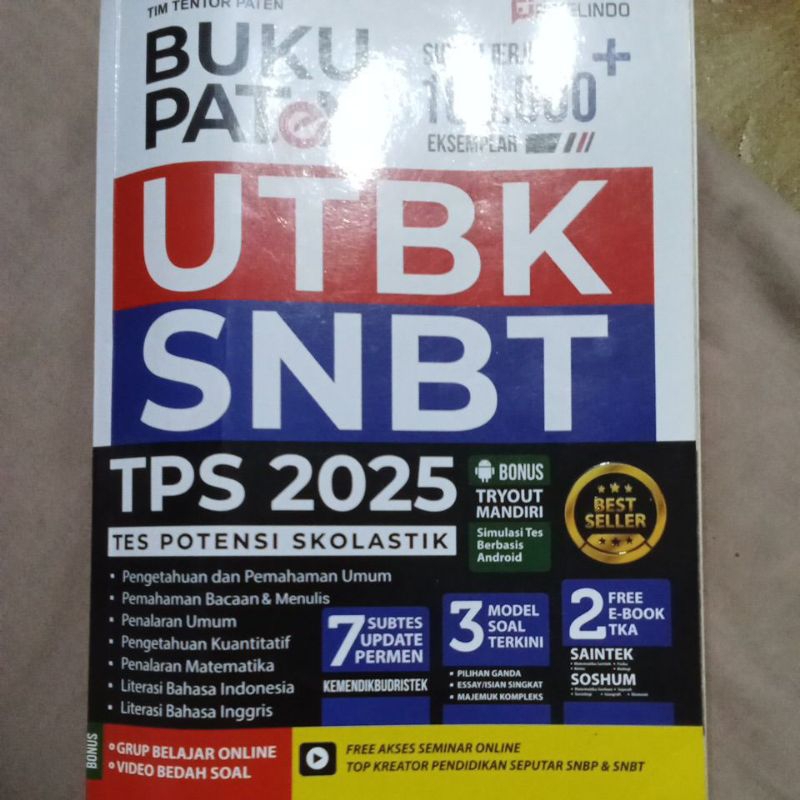 TIM TENTOR PATEN
BUKU
EKSEMPLAR
UTBK
SNBT
TPS 2025
TES POTENSI SKOLASTIK
• Pengetahuan dan Pemahaman Umum
• Pemahaman Bacaan & Menulis
• Penalaran Umum
• Pengetahuan Kuantitatif
• Penalaran Matematika
• Literasi Bahasa Indonesia
• Literasi Bahasa Inggris
BONUS
TRYOUT
MANDIRI
Simulasi Tes
Berbasis
Android
BEST
SELLER
7 SUBTES
UPDATE
PERMEN
KEMENDIKBUDRISTEK
3 MODEL
SOAL
TERKINI
• PILIHAN GANDA
• ESSAY/ISIAN SINGKAT
• MAJEMUK KOMPLEKS
2 FREE
E-BOOK
TKA
SAINTEK
SOSHUM
BONUS
GRUP BELAJAR ONLINE
VIDEO BEDAH SOAL
FREE AKSES SEMINAR ONLINE
TOP KREATOR PENDIDIKAN SEPUTAR SNBP & SNBT